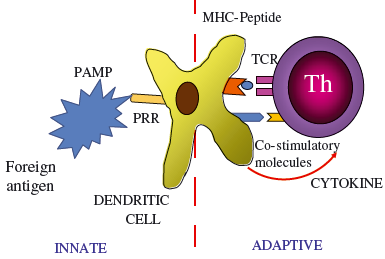 MHC-Peptide
TCR
PAMP
Th
PRR
Co-stimulatory
molecules
Foreign
antigen
CYTOKINE
DENDRITIC
CELL
INNATE
ADAPTIVE